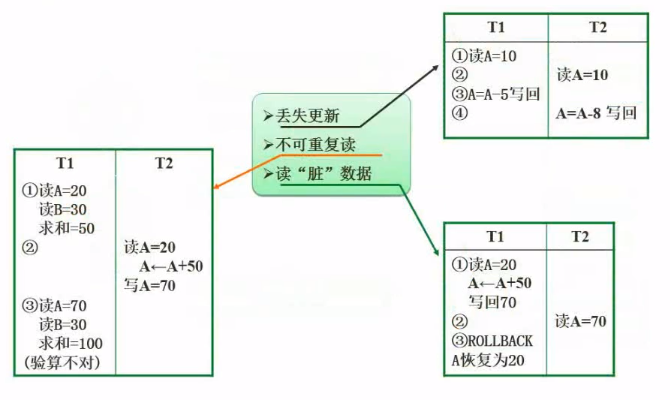 ➢丢失更新
➢不可重复读
➢读“脏”数据
T1 T2
①读A=10
② 读A=10
③A=A-5写回
④ A=A-8 写回
T1 T2
①读A=20
读B=30
求和=50
② 读A=20
A←A+50
写A=70
③读A=70
读B=30
求和=100
(验算不对)
T1 T2
①读A=20
A←A+50
写回70
② 读A=70
③ROLLBACK
A恢复为20